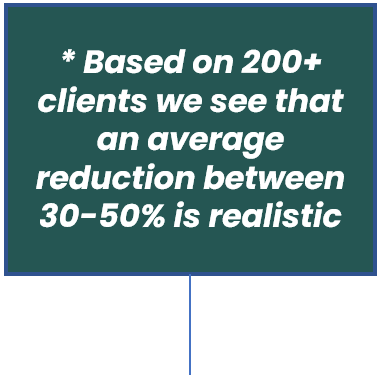 * Based on 200+
clients we see that
an average
reduction between
30-50% is realistic